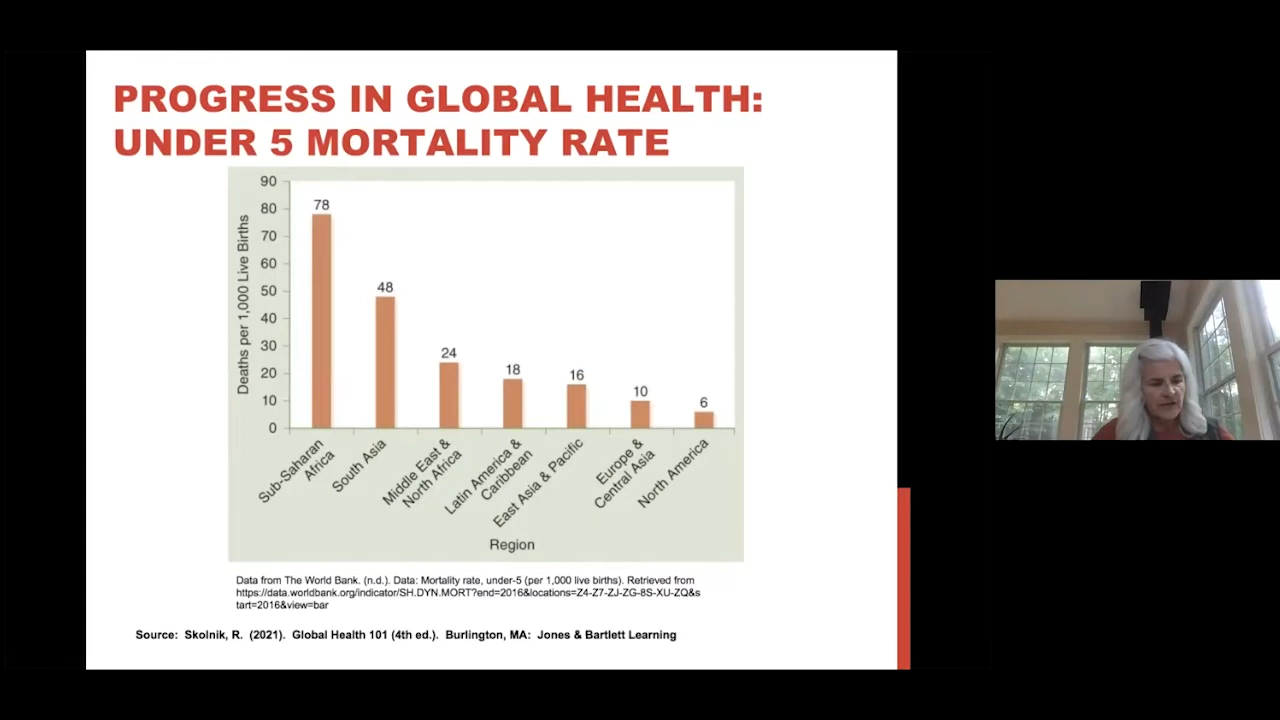 PROGRESS IN GLOBAL HEALTH:
UNDER 5 MORTALITY RATE
Deaths per 1,000 Live Births
90
80
70
60
50
40
30
20
10
0
78
48
24
18
16
10
6
Sub-Saharan
Africa
South Asia
Middle East &
North Africa
Latin America &
Caribbean
East Asia & Pacific
Europe &
Central Asia
North America
Region
Data from The World Bank. (n.d.). Data: Mortality rate, under-5 (per 1,000 live births). Retrieved from
https://data.worldbank.org/indicator/SH.DYN.MORT?end=2016&locations=Z4-Z7-ZJ-ZG-8S-XU-ZQ&s
tart=2016&view=bar
Source: Skolnik, R. (2021). Global Health 101 (4th ed.). Burlington, MA: Jones & Bartlett Learning